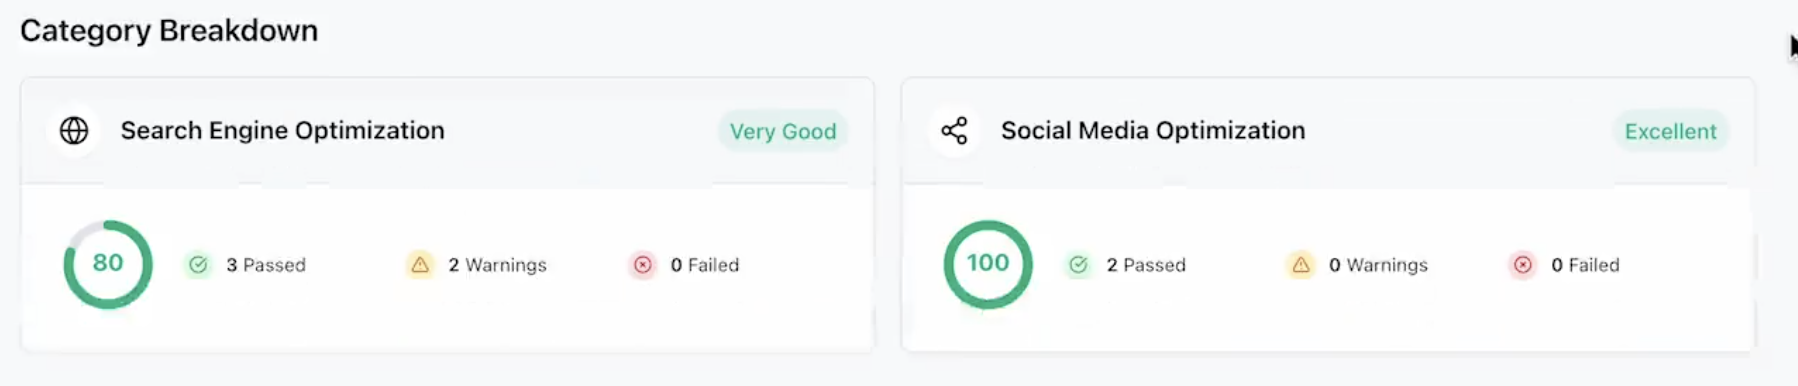 Category Breakdown
Search Engine Optimization
Very Good
80
3 Passed
2 Warnings
0 Failed
Social Media Optimization
Excellent
100
2 Passed
0 Warnings
0 Failed